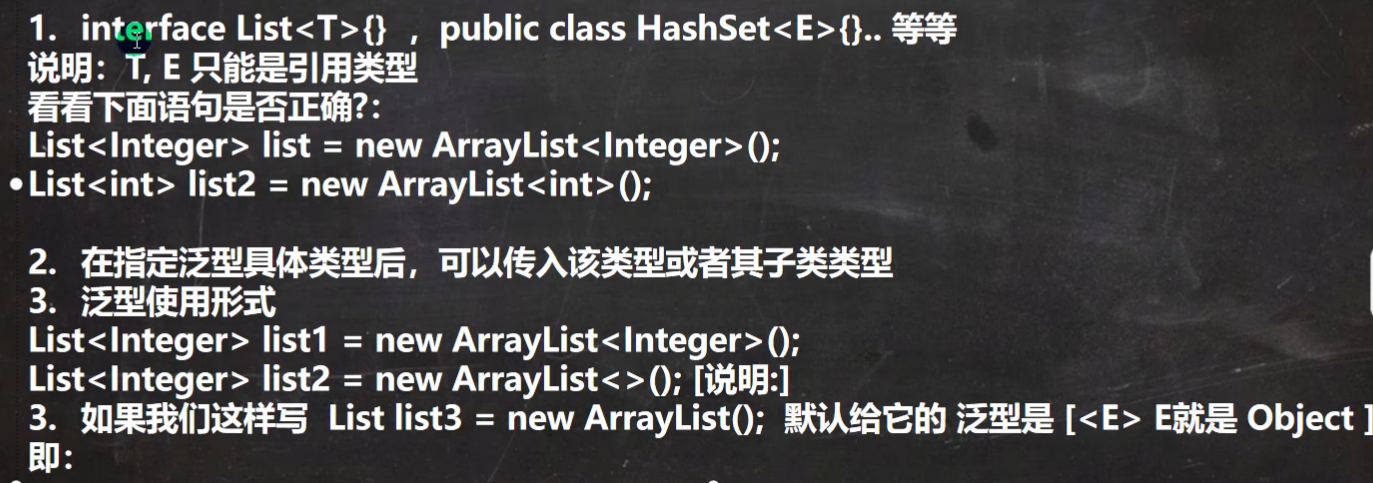 1. interface List<T>{} ，public class HashSet<E>{}.. 等等
说明：T, E 只能是引用类型
看看下面语句是否正确?：
List<Integer> list = new ArrayList<Integer>();
•List<int> list2 = new ArrayList<int>();
2. 在指定泛型具体类型后，可以传入该类型或者其子类类型
3. 泛型使用形式
List<Integer> list1 = new ArrayList<Integer>();
List<Integer> list2 = new ArrayList<>(); [说明:]
3. 如果我们这样写 List list3 = new ArrayList(); 默认给它的 泛型是 [<E> E就是 Object ]
即：